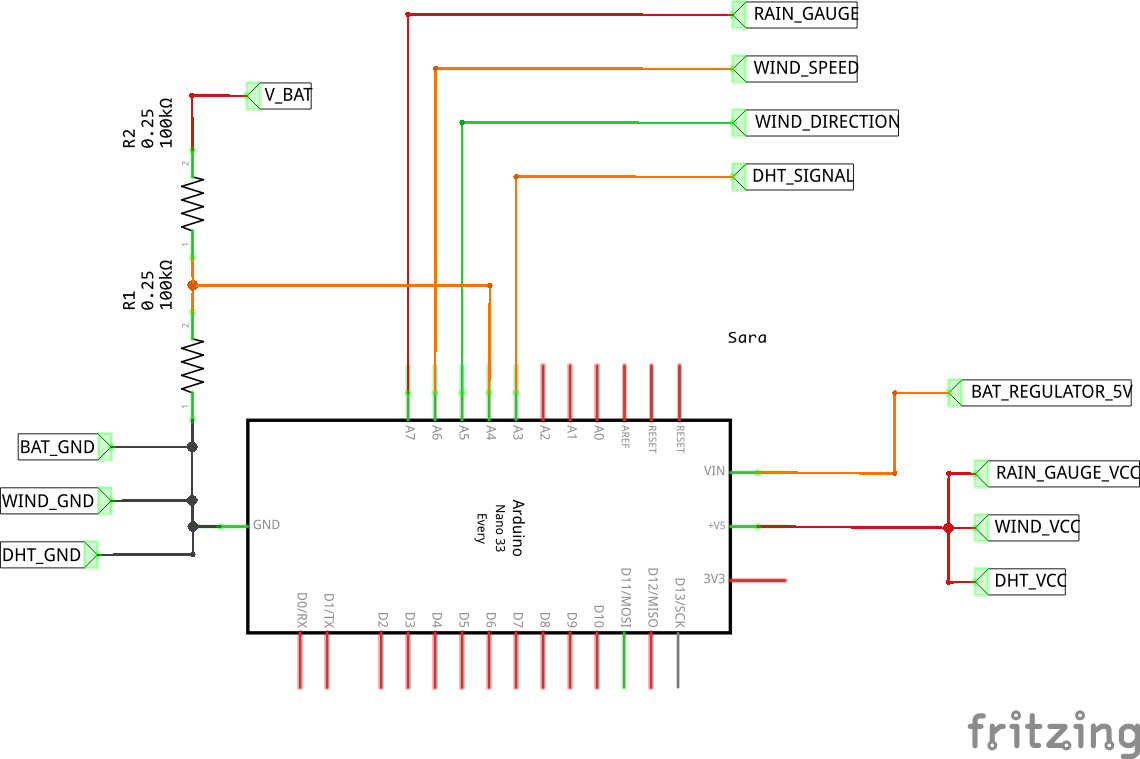 RAIN_GAUGE
WIND_SPEED
V_BAT
WIND_DIRECTION
R2
0.25
100kΩ
2
DHT_SIGNAL
1
R1
0.25
100kΩ
2
Sara
1
BAT_REGULATOR_5V
A7
A6
A5
A4
A3
A2
A1
A0
AREF
RESET
RESET
BAT_GND
VIN
RAIN_GAUGE_VCC
WIND_GND
GND
Arduino
Nano 33
Every
+V5
WIND_VCC
DHT_GND
3V3
DHT_VCC
D0/RX
D1/TX
D2
D3
D4
D5
D6
D7
D8
D9
D10
D11/MOSI
D12/MISO
D13/SCK
fritzing